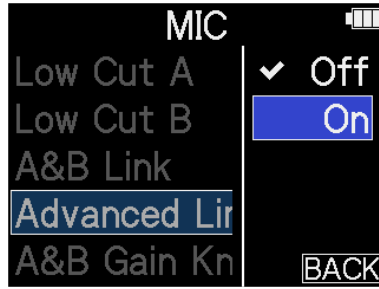 MIC
Low Cut A
Low Cut B
A&B Link
Advanced Lir
A&B Gain Kn
Off
On
BACK